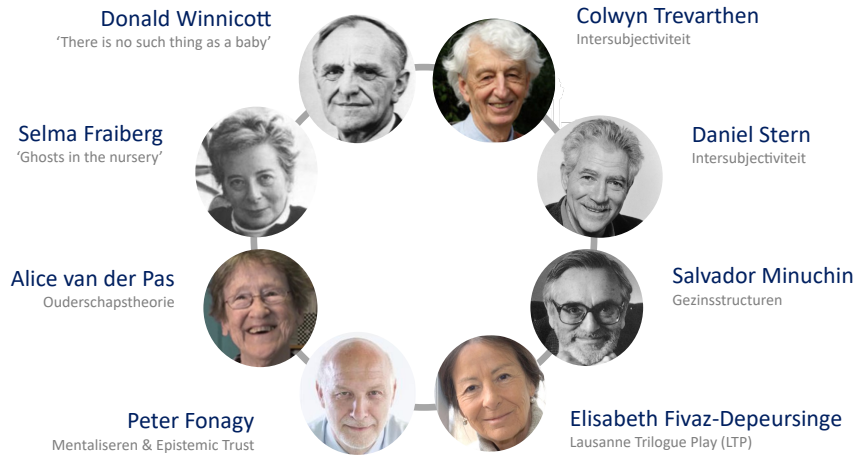 Donald Winnicott
‘There is no such thing as a baby’
Colwyn Trevarthen
Intersubjectiviteit
Selma Fraiberg
‘Ghosts in the nursery’
Daniel Stern
Intersubjectiviteit
Alice van der Pas
Ouderschapstheorie
Salvador Minuchin
Gezinsstructuren
Peter Fonagy
Mentaliseren & Epistemic Trust
Elisabeth Fivaz-Depeursinge
Lausanne Trilogue Play (LTP)